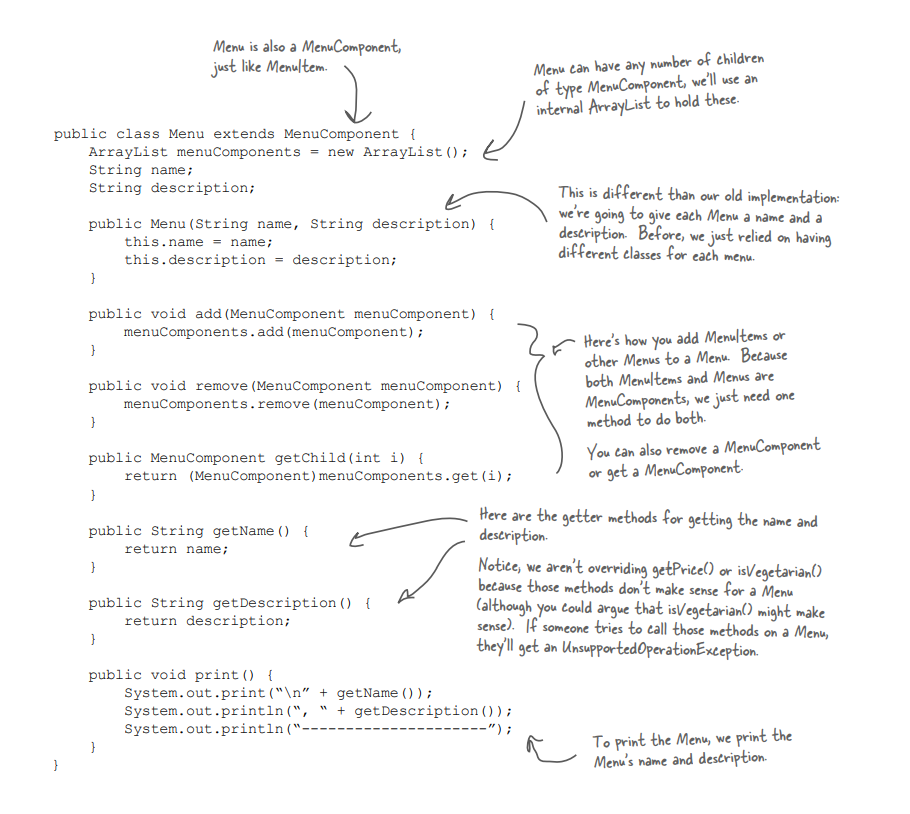 Menu is also a MenuComponent,
just like MenuItem.
Menu can have any number of children
of type MenuComponent, we'll use an
internal ArrayList to hold these.
public class Menu extends MenuComponent {
    ArrayList menuComponents = new ArrayList();
    String name;
    String description;
This is different than our old implementation:
we're going to give each Menu a name and a
description. Before, we just relied on having
different classes for each menu.
    public Menu(String name, String description) {
        this.name = name;
        this.description = description;
    }
    public void add(MenuComponent menuComponent) {
        menuComponents.add(menuComponent);
    }
    public void remove(MenuComponent menuComponent) {
        menuComponents.remove(menuComponent);
    }
    public MenuComponent getChild(int i) {
        return (MenuComponent)menuComponents.get(i);
    }
Here's how you add MenuItems or
other Menus to a Menu. Because
both MenuItems and Menus are
MenuComponents, we just need one
method to do both.
You can also remove a MenuComponent
or get a MenuComponent.
    public String getName() {
        return name;
    }
    public String getDescription() {
        return description;
    }
Here are the getter methods for getting the name and
description.
Notice, we aren't overriding getPrice() or isVegetarian()
because those methods don't make sense for a Menu
(although you could argue that isVegetarian() might make
sense). If someone tries to call those methods on a Menu,
they'll get an UnsupportedOperationException.
    public void print() {
        System.out.print(“\n” + getName());
        System.out.println(“, “ + getDescription());
        System.out.println(“---------------------”);
    }
}
To print the Menu, we print the
Menu's name and description.